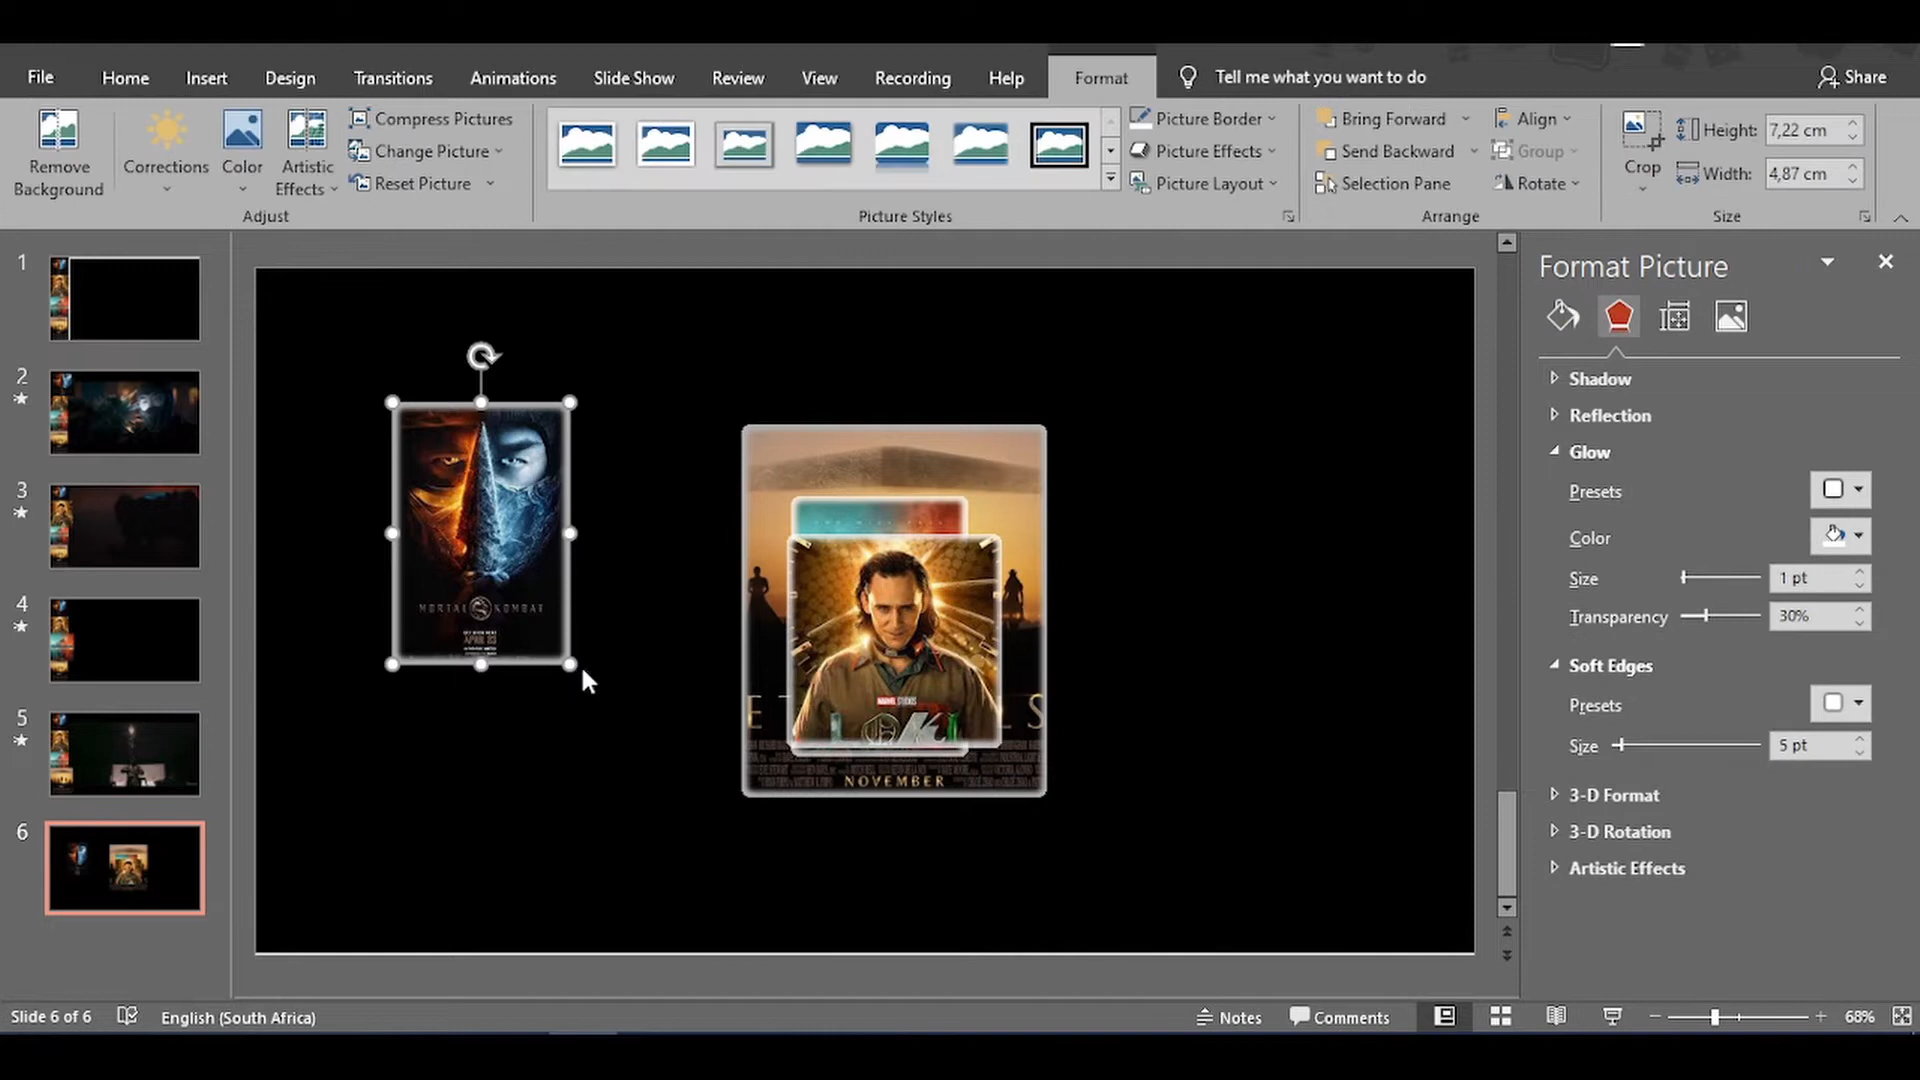 File Home Insert Design Transitions Animations Slide Show Review View Recording Help Format Tell me what you want to do Share
Remove Background
Corrections
Color
Artistic Effects
Compress Pictures
Change Picture
Reset Picture
Adjust
Picture Styles
Picture Border
Picture Effects
Picture Layout
Bring Forward
Send Backward
Selection Pane
Align
Group
Rotate
Arrange
Crop
Height: 7,22 cm
Width: 4,87 cm
Size
1
2
3
4
5
6
MORTAL KOMBAT
APRIL 23
MARVEL STUDIOS
NOVEMBER
Format Picture
Shadow
Reflection
Glow
Presets
Color
Size 1 pt
Transparency 30%
Soft Edges
Presets
Size 5 pt
3-D Format
3-D Rotation
Artistic Effects
Slide 6 of 6 English (South Africa) Notes Comments 68%